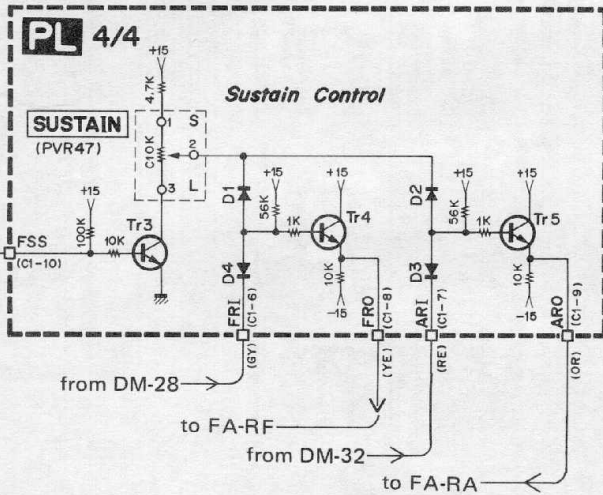 PL 4/4
+15
4.7K
Sustain Control
SUSTAIN
(PVR47)
1 S
C10K
2
3 L
+15
100K
FSS
(C1-10)
10K
Tr3
D1
+15
56K
1K
+15
Tr4
D4
10K
-15
D2
+15
56K
1K
+15
Tr5
D3
10K
-15
FRI
(C1-6)
FRO
(C1-8)
ARI
(C1-7)
ARO
(C1-9)
(GY)
(YE)
(RE)
(OR)
from DM-28
to FA-RF
from DM-32
to FA-RA